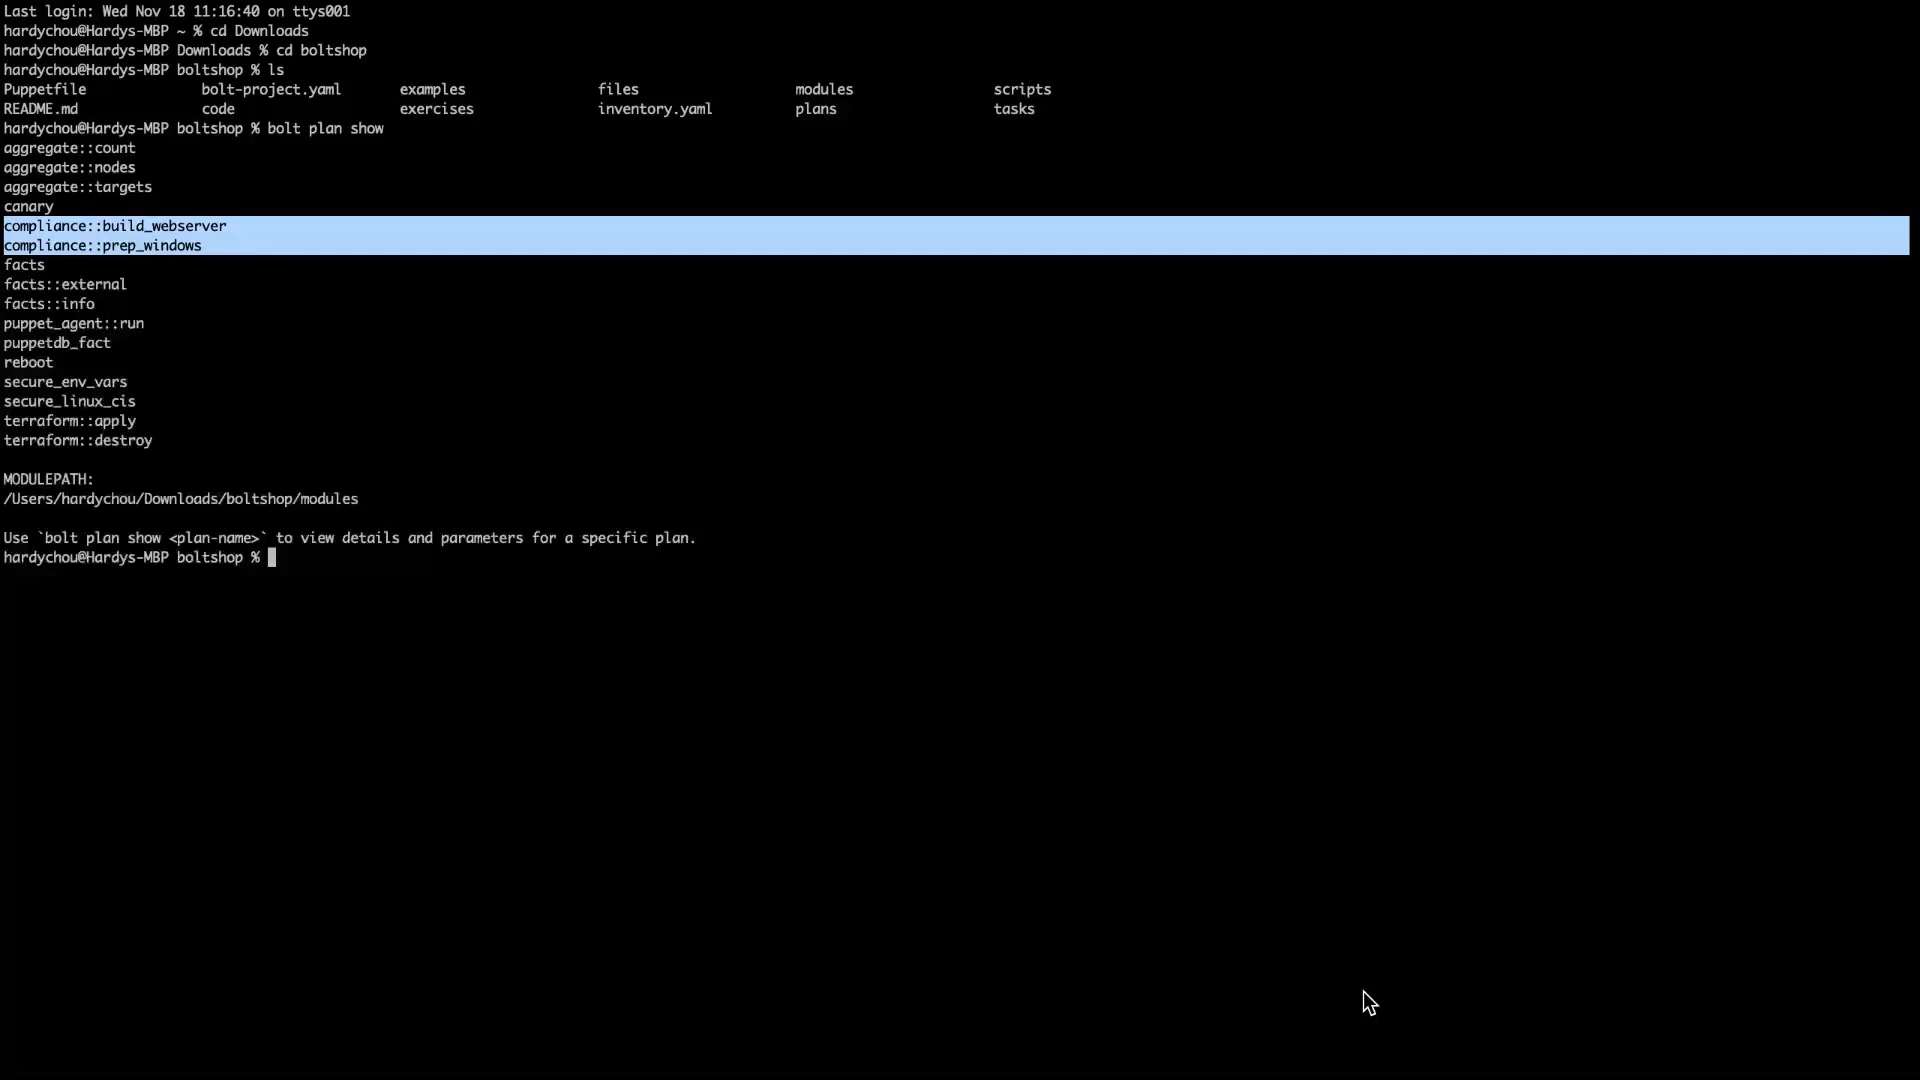 Last login: Wed Nov 18 11:16:40 on ttys001
hardychou@Hardys-MBP ~ % cd Downloads
hardychou@Hardys-MBP Downloads % cd boltshop
hardychou@Hardys-MBP boltshop % ls
Puppetfile bolt-project.yaml examples files modules scripts
README.md code exercises inventory.yaml plans tasks
hardychou@Hardys-MBP boltshop % bolt plan show
aggregate::count
aggregate::nodes
aggregate::targets
canary
compliance::build_webserver
compliance::prep_windows
facts
facts::external
facts::info
puppet_agent::run
puppetdb_fact
reboot
secure_env_vars
secure_linux_cis
terraform::apply
terraform::destroy
MODULEPATH:
/Users/hardychou/Downloads/boltshop/modules
Use `bolt plan show <plan-name>` to view details and parameters for a specific plan.
hardychou@Hardys-MBP boltshop %